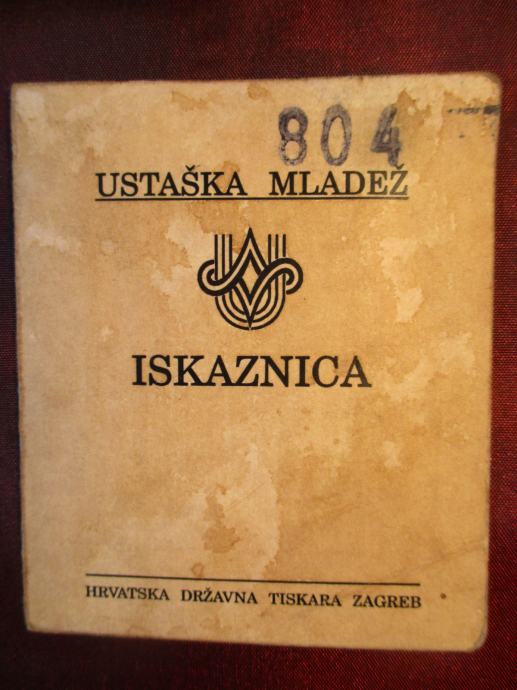 804
USTAŠKA MLADEŽ
ISKAZNICA
HRVATSKA DRŽAVNA TISKARA ZAGREB